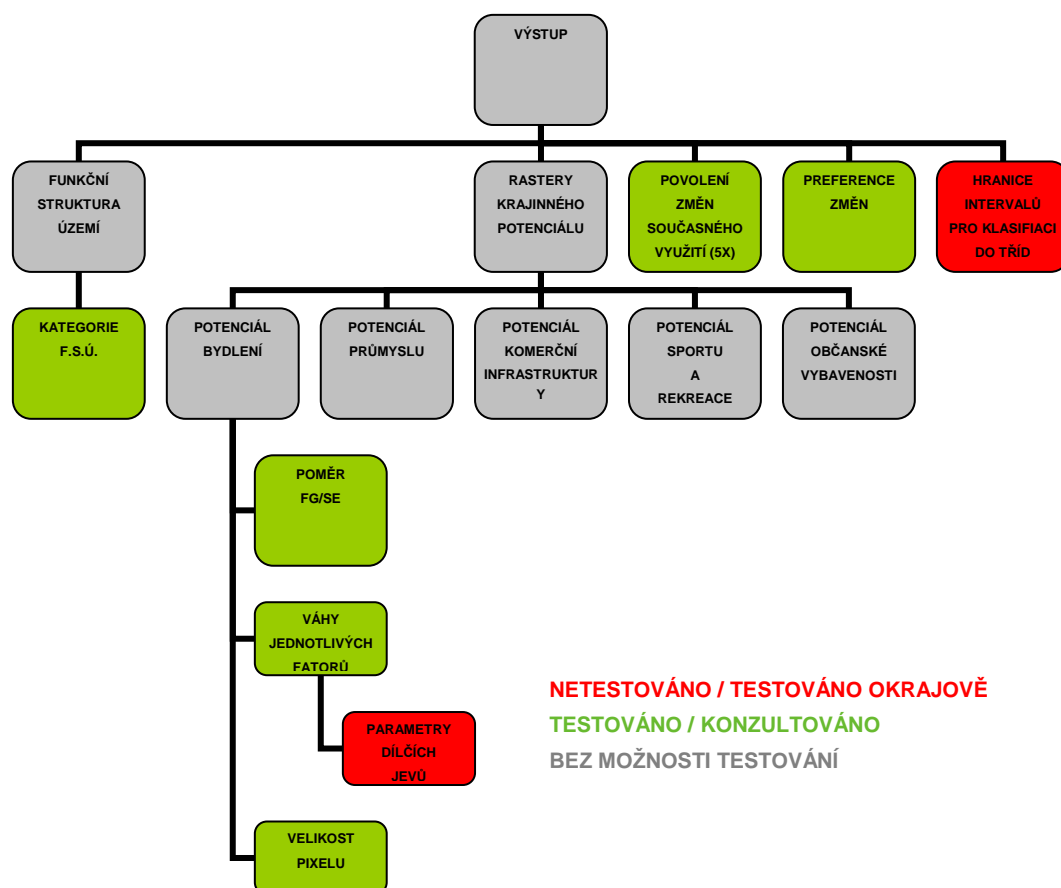 VÝSTUP
FUNKČNÍ
STRUKTURA
ÚZEMÍ
RASTERY
KRAJINNÉHO
POTENCIÁLU
POVOLENÍ
ZMĚN
SOUČASNÉHO
VYUŽITÍ (5X)
PREFERENCE
ZMĚN
HRANICE
INTERVALŮ
PRO KLASIFIACI
DO TŘÍD
KATEGORIE
F.S.Ú.
POTENCIÁL
BYDLENÍ
POTENCIÁL
PRŮMYSLU
POTENCIÁL
KOMERČNÍ
INFRASTRUKTUR
Y
POTENCIÁL
SPORTU
A
REKREACE
POTENCIÁL
OBČANSKÉ
VYBAVENOSTI
POMĚR
FG/SE
VÁHY
JEDNOTLIVÝCH
FATORŮ
PARAMETRY
DÍLČÍCH
JEVŮ
VELIKOST
PIXELU
NETESTOVÁNO / TESTOVÁNO OKRAJOVĚ
TESTOVÁNO / KONZULTOVÁNO
BEZ MOŽNOSTI TESTOVÁNÍ